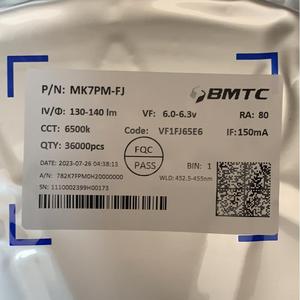 P/N: MK7PM-FJ
BMTC
IV/Φ: 130-140 lm VF: 6.0-6.3v RA: 80
CCT: 6500k Code: VF1FJ65E6 IF:150mA
QTY: 36000pcs FQC PASS
DATE: 2023-07-26 04:38:13 BIN: 1
A/N: 782K7FPM0H20000000 WLD: 452.5-455nm
SN: 1110002399H00173